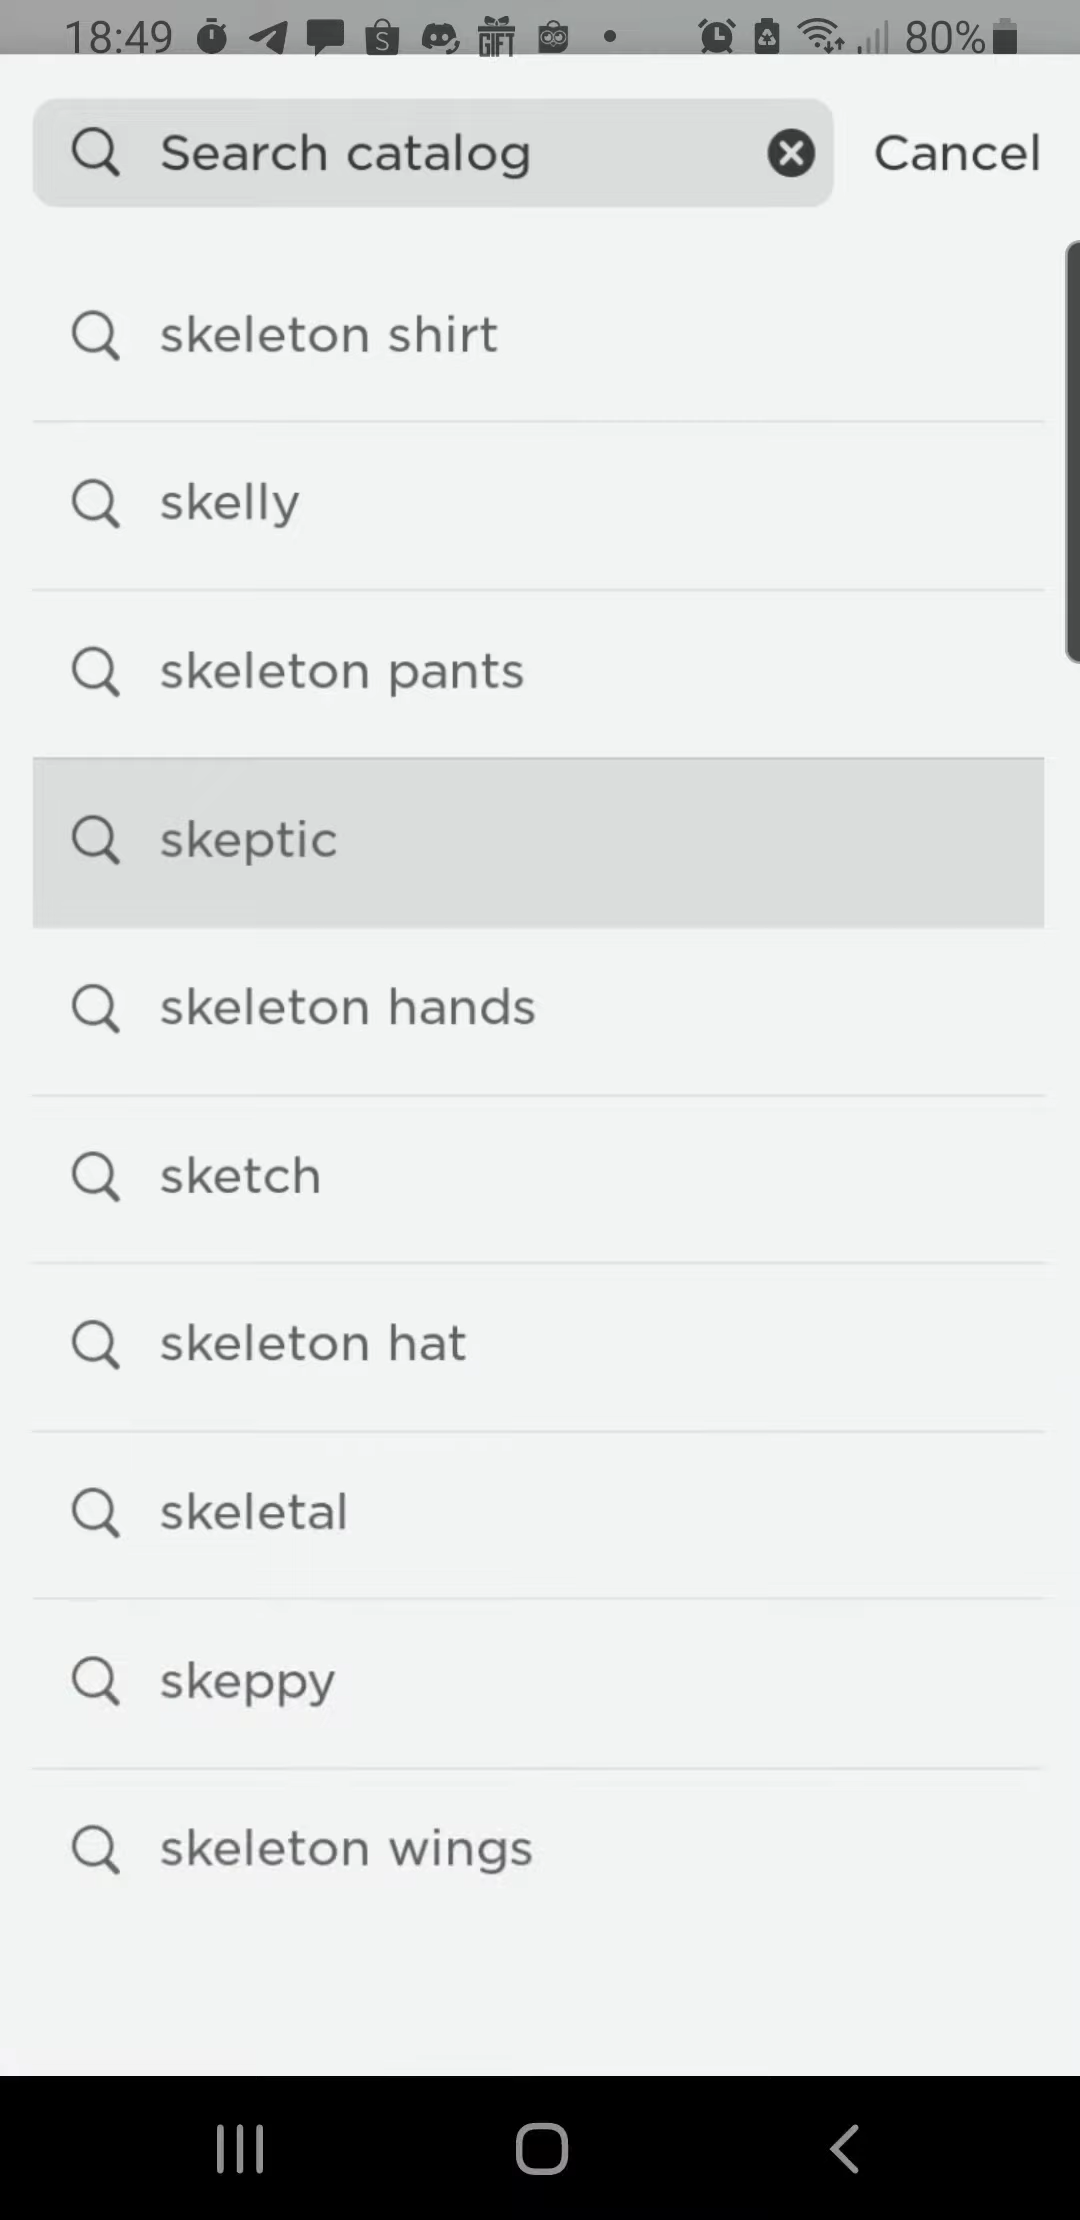 18:49 S GIFT 80%
Search catalog Cancel
skeleton shirt
skelly
skeleton pants
skeptic
skeleton hands
sketch
skeleton hat
skeletal
skeppy
skeleton wings